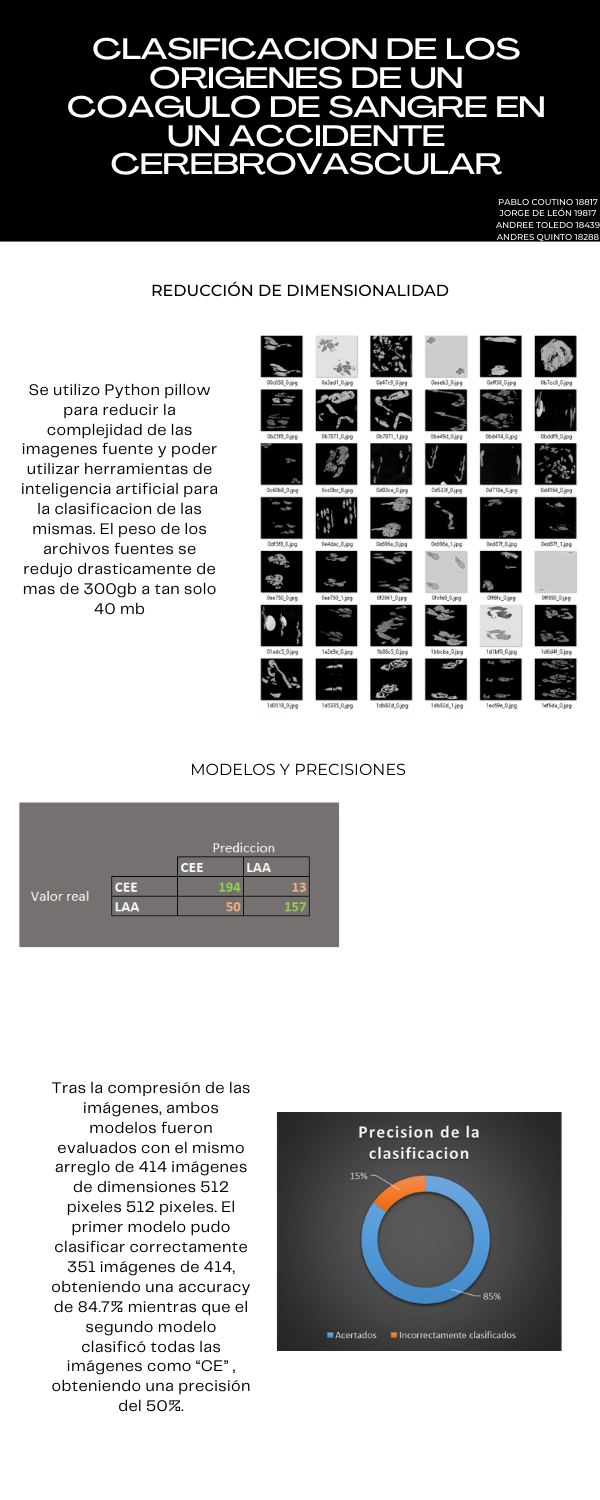 CLASIFICACION DE LOS
ORIGENES DE UN
COAGULO DE SANGRE EN
UN ACCIDENTE
CEREBROVASCULAR
PABLO COUTINO 18817
JORGE DE LEÓN 19817
ANDREE TOLEDO 18439
ANDRES QUINTO 18288
REDUCCIÓN DE DIMENSIONALIDAD
Se utilizo Python pillow
para reducir la
complejidad de las
imagenes fuente y poder
utilizar herramientas de
inteligencia artificial para
la clasificacion de las
mismas. El peso de los
archivos fuentes se
redujo drasticamente de
mas de 300gb a tan solo
40 mb
00c058_0.jpg 0a3ad1_0.jpg 0a47c9_0.jpg 0aaeb3_0.jpg 0aff58_0.jpg 0b7cc8_0.jpg
0b25f8_0.jpg 0b7871_0.jpg 0b7871_1.jpg 0ba49d_0.jpg 0bd414_0.jpg 0bddf9_0.jpg
0c60b8_0.jpg 0cc0bc_0.jpg 0d93ca_0.jpg 0d533f_0.jpg 0d718a_0.jpg 0d4164_0.jpg
0df5f8_0.jpg 0e4dac_0.jpg 0e696a_0.jpg 0e696a_1.jpg 0ed87f_0.jpg 0ed87f_1.jpg
0ee750_0.jpg 0ee750_1.jpg 0f2961_0.jpg 0fcfe9_0.jpg 0ff6fc_0.jpg 0ff890_0.jpg
01adc5_0.jpg 1a2e9e_0.jpg 1b86c5_0.jpg 1bbcba_0.jpg 1d1bf0_0.jpg 1d6d4f_0.jpg
1d0518_0.jpg 1d5335_0.jpg 1db82d_0.jpg 1db82d_1.jpg 1ec69e_0.jpg 1ef6da_0.jpg
MODELOS Y PRECISIONES
Prediccion
CEE LAA
Valor real
CEE 194 13
LAA 50 157
Tras la compresión de las
imágenes, ambos
modelos fueron
evaluados con el mismo
arreglo de 414 imágenes
de dimensiones 512
pixeles 512 pixeles. El
primer modelo pudo
clasificar correctamente
351 imágenes de 414,
obteniendo una accuracy
de 84.7% mientras que el
segundo modelo
clasificó todas las
imágenes como “CE” ,
obteniendo una precisión
del 50%.
Precision de la
clasificacion
15%
85%
Acertados Incorrectamente clasificados